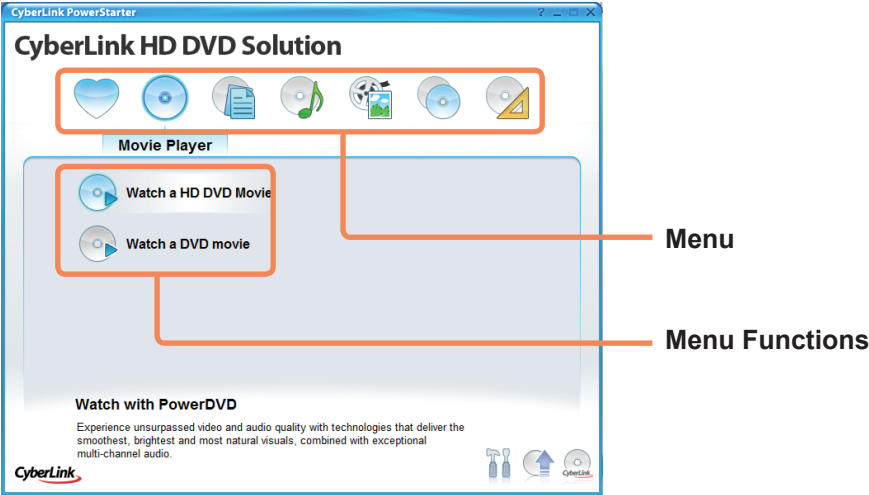 CyberLink PowerStarter
CyberLink HD DVD Solution
Movie Player
Watch a HD DVD Movie
Watch a DVD movie
Menu
Menu Functions
Watch with PowerDVD
Experience unsurpassed video and audio quality with technologies that deliver the
smoothest, brightest and most natural visuals, combined with exceptional
multi-channel audio.
CyberLink
CyberLink